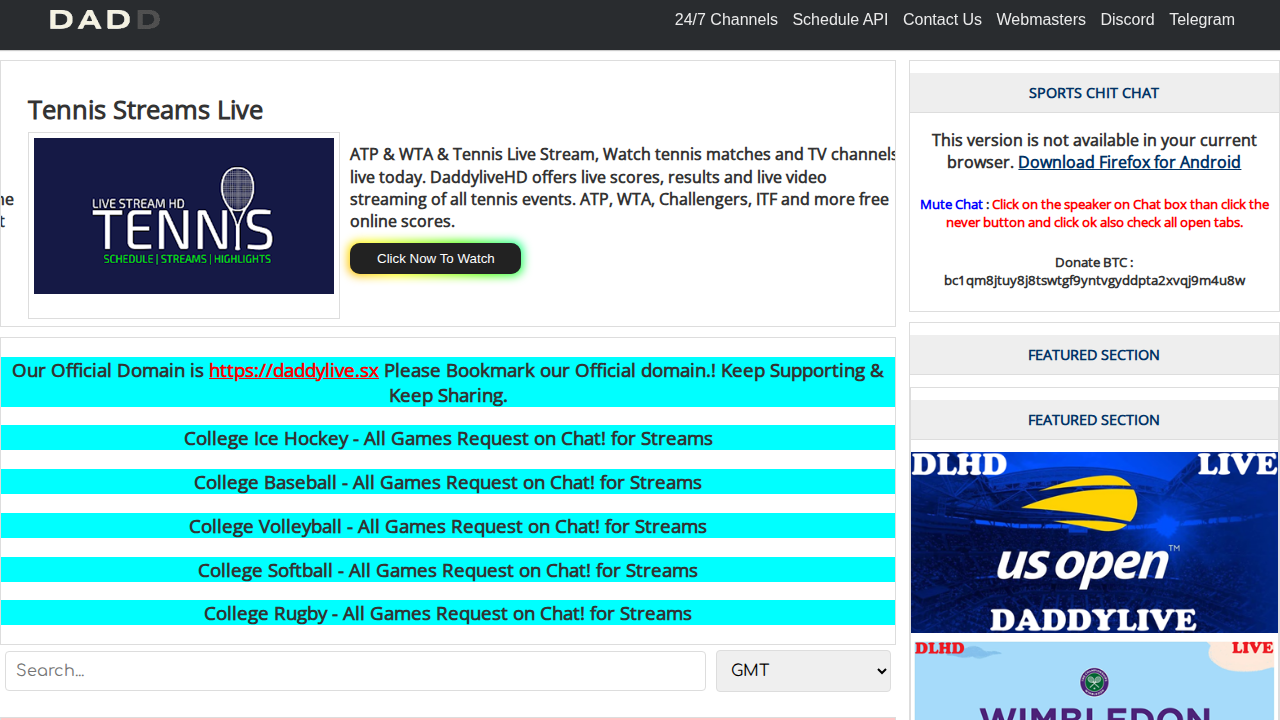 DADD
24/7 Channels Schedule API Contact Us Webmasters Discord Telegram
Tennis Streams Live
LIVE STREAM HD
TENNIS
SCHEDULE | STREAMS | HIGHLIGHTS
ATP & WTA & Tennis Live Stream, Watch tennis matches and TV channels
live today. DaddyliveHD offers live scores, results and live video
streaming of all tennis events. ATP, WTA, Challengers, ITF and more free
online scores.
Click Now To Watch
Our Official Domain is https://daddylive.sx Please Bookmark our Official domain.! Keep Supporting &
Keep Sharing.
College Ice Hockey - All Games Request on Chat! for Streams
College Baseball - All Games Request on Chat! for Streams
College Volleyball - All Games Request on Chat! for Streams
College Softball - All Games Request on Chat! for Streams
College Rugby - All Games Request on Chat! for Streams
Search...
GMT
SPORTS CHIT CHAT
This version is not available in your current
browser. Download Firefox for Android
Mute Chat : Click on the speaker on Chat box than click the
never button and click ok also check all open tabs.
Donate BTC :
bc1qm8jtuy8j8tswtgf9yntvgyddpta2xvqj9m4u8w
FEATURED SECTION
FEATURED SECTION
DLHD LIVE
us open
DADDYLIVE
DLHD LIVE
WIMBLEDON